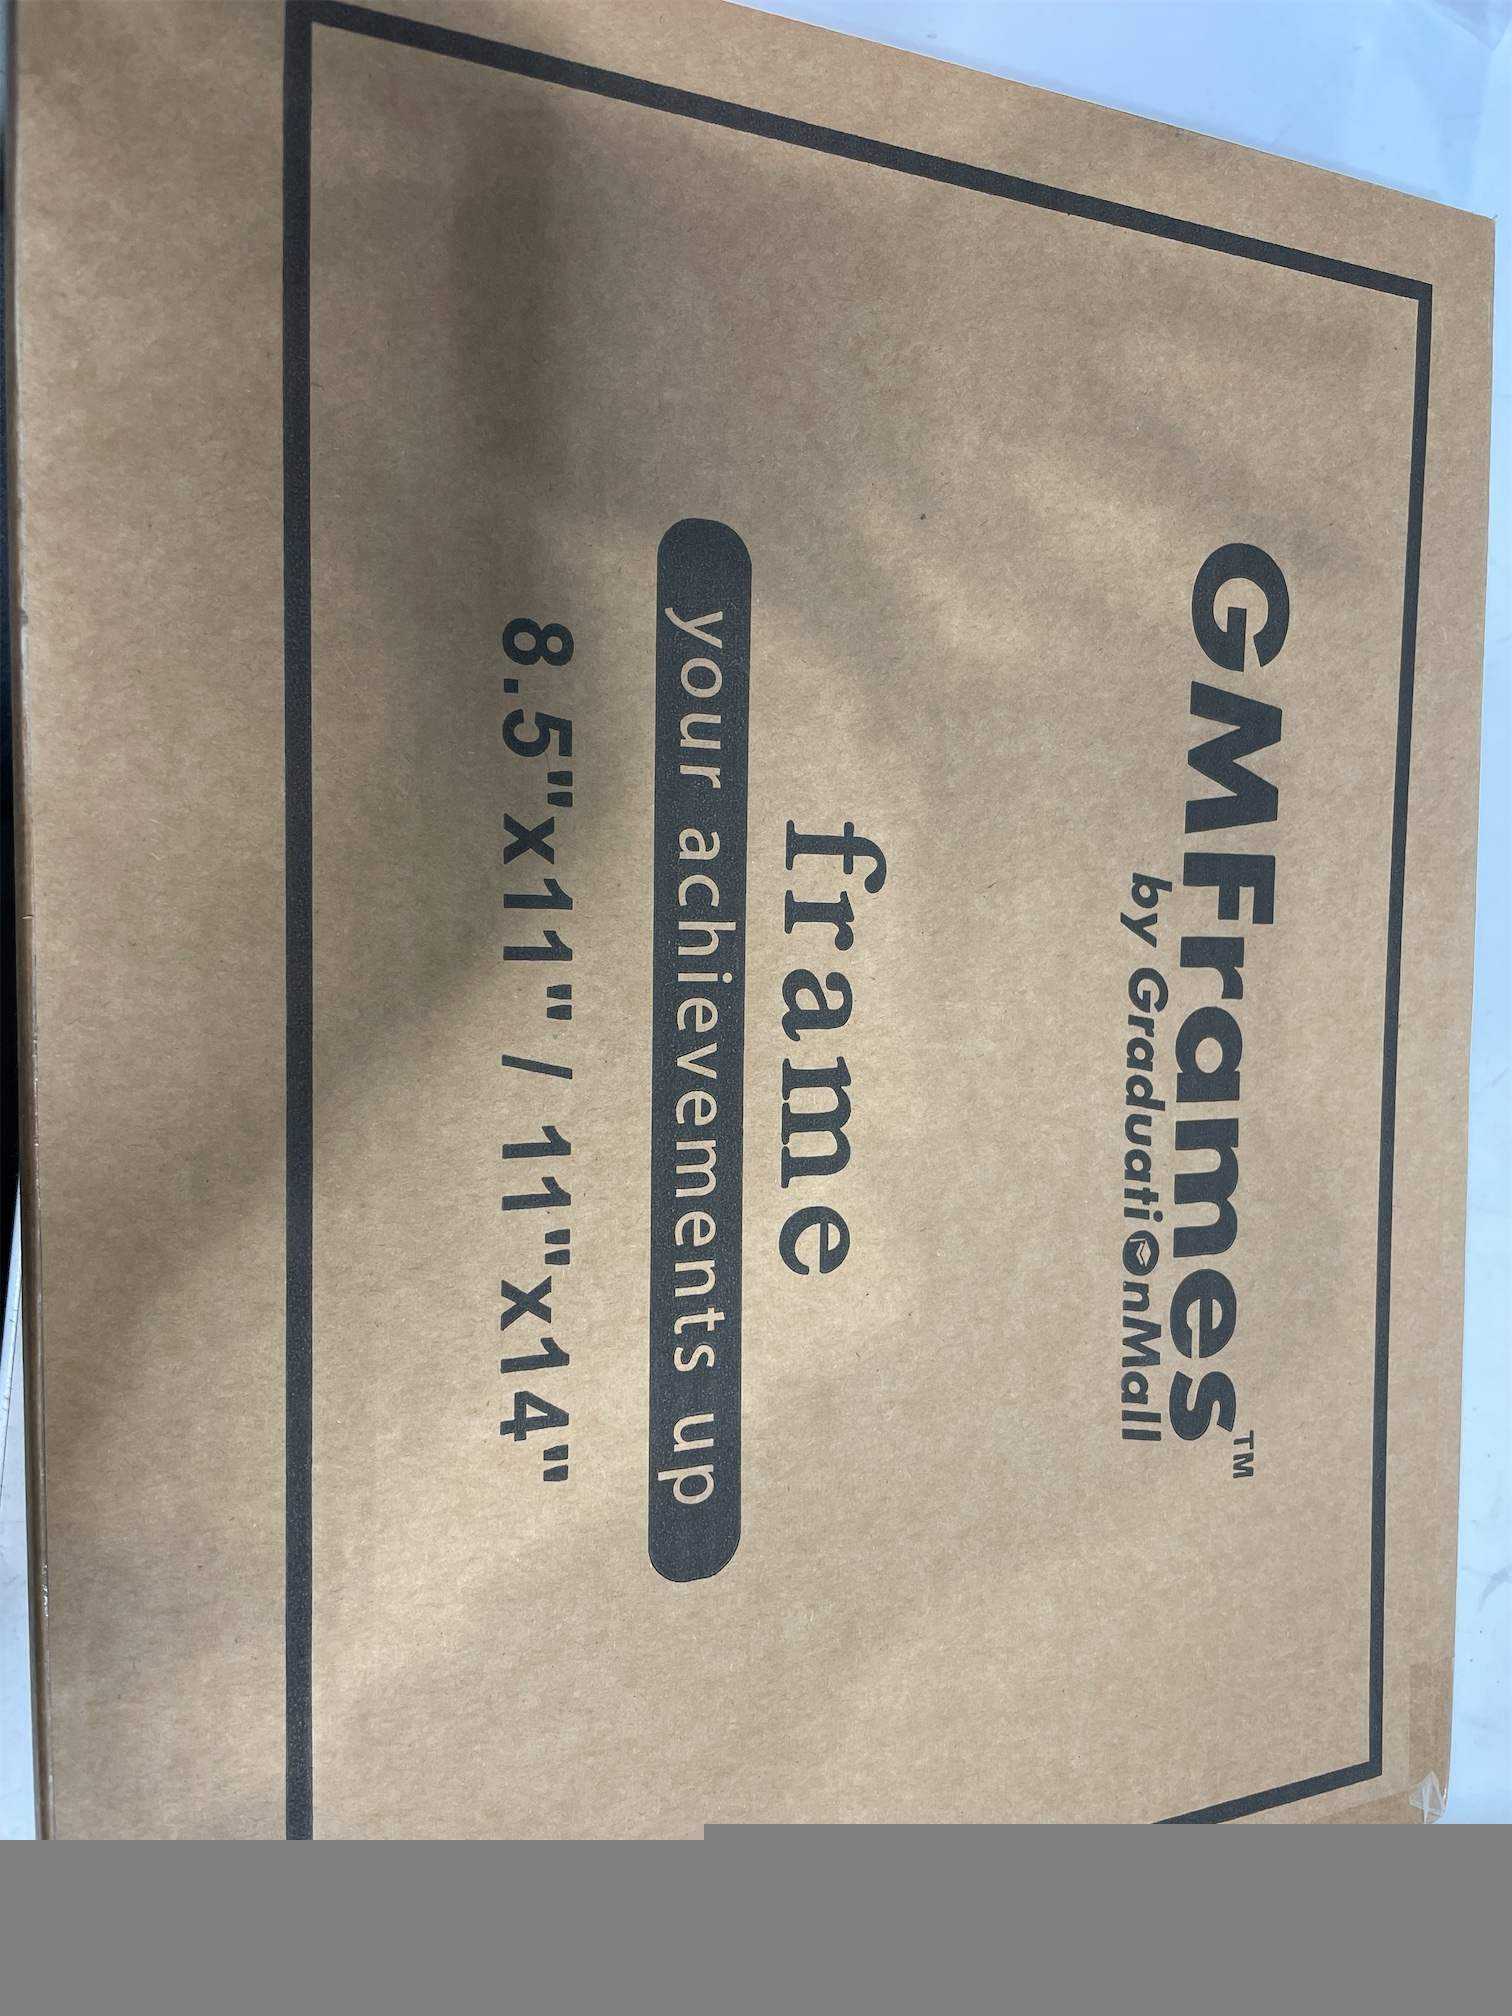 GMFrames™
by GraduationMall
frame
your achievements up
8.5"x11" / 11"x14"